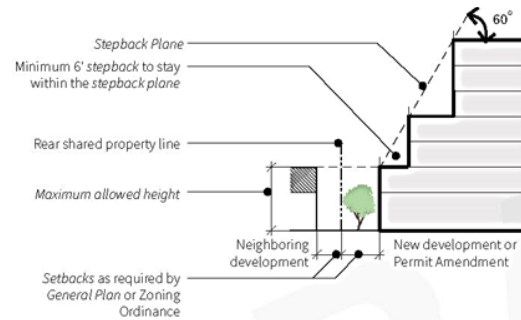 60°
Stepback Plane
Minimum 6' stepback to stay
within the stepback plane
Rear shared property line
Maximum allowed height
Neighboring
development
New development or
Permit Amendment
Setbacks as required by
General Plan or Zoning
Ordinance